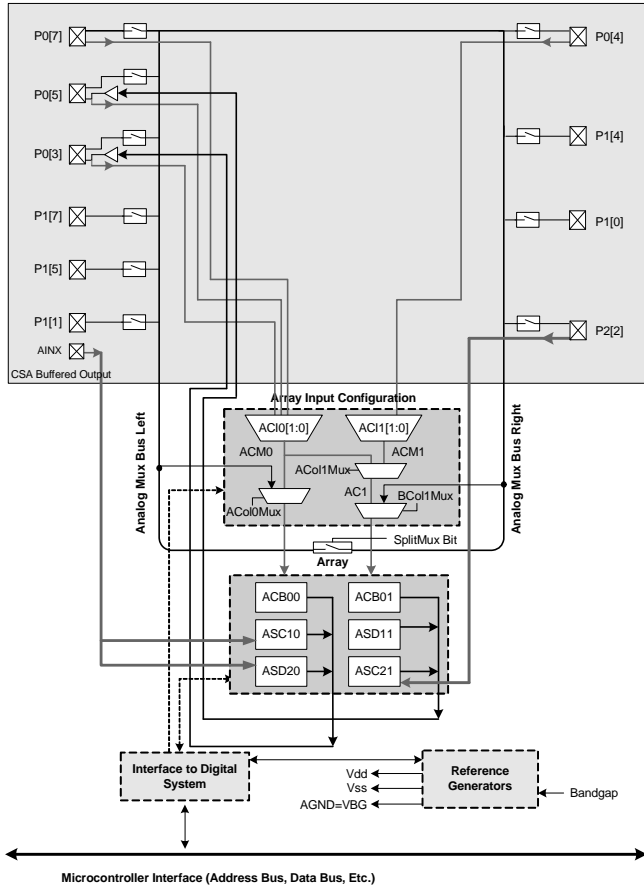 P0[7]
P0[4]
P0[5]
P0[3]
P1[4]
P1[7]
P1[0]
P1[5]
P1[1]
P2[2]
AINX
CSA Buffered Output
Array Input Configuration
Analog Mux Bus Left
Analog Mux Bus Right
ACI0[1:0]
ACI1[1:0]
ACM0
ACM1
ACol1Mux
AC1
BCol1Mux
ACol0Mux
SplitMux Bit
Array
ACB00
ACB01
ASC10
ASD11
ASD20
ASC21
Interface to Digital
System
Vdd
Vss
AGND=VBG
Reference
Generators
Bandgap
Microcontroller Interface (Address Bus, Data Bus, Etc.)